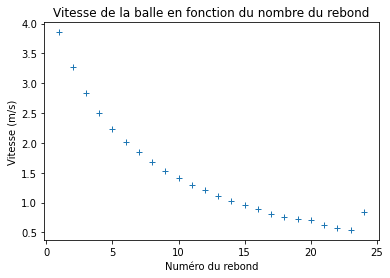 Vitesse de la balle en fonction du nombre du rebond
4.0
3.5
3.0
2.5
2.0
1.5
1.0
0.5
Vitesse (m/s)
0 5 10 15 20 25
Numéro du rebond